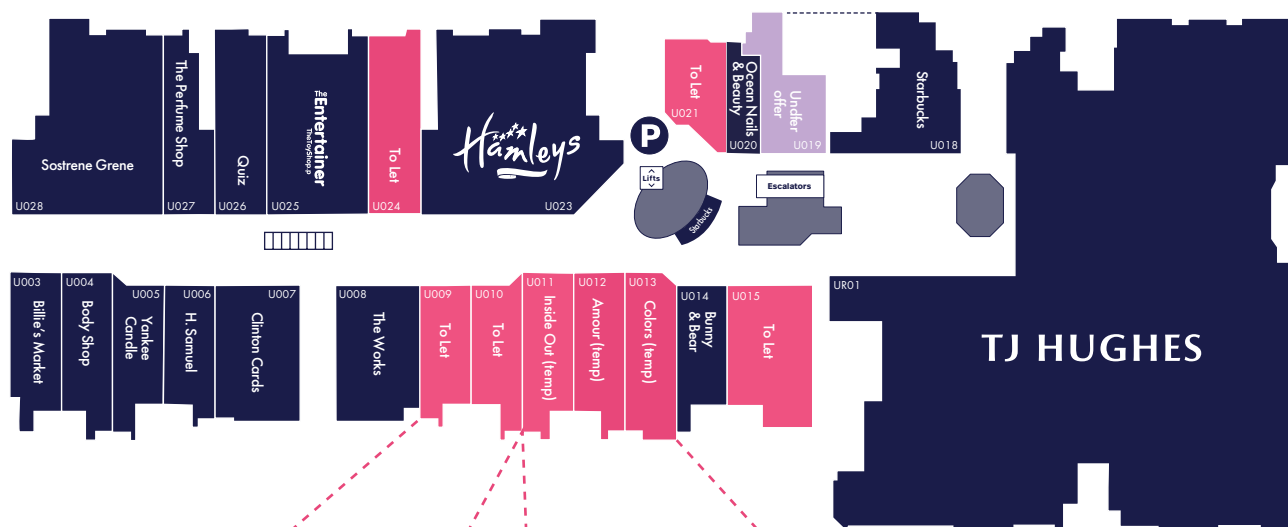 Sostrene Grene
U028
The Perfume Shop
U027
Quiz
U026
The
Entertainer
TheToyShop.p
U025
To Let
U024
Hamleys
U023
P
Lifts
Starbucks
To Let
U021
Ocean Nails
& Beauty
U020
Undfer
offer
U019
Starbucks
U018
Escalators
U003
Billie's Market
U004
Body Shop
U005
Yankee
Candle
U006
H. Samuel
U007
Clinton Cards
U008
The Works
U009
To Let
U010
To Let
U011
Inside Out (temp)
U012
Amour (temp)
U013
Colors (temp)
U014
Bunny
& Bear
U015
To Let
UR01
TJ HUGHES